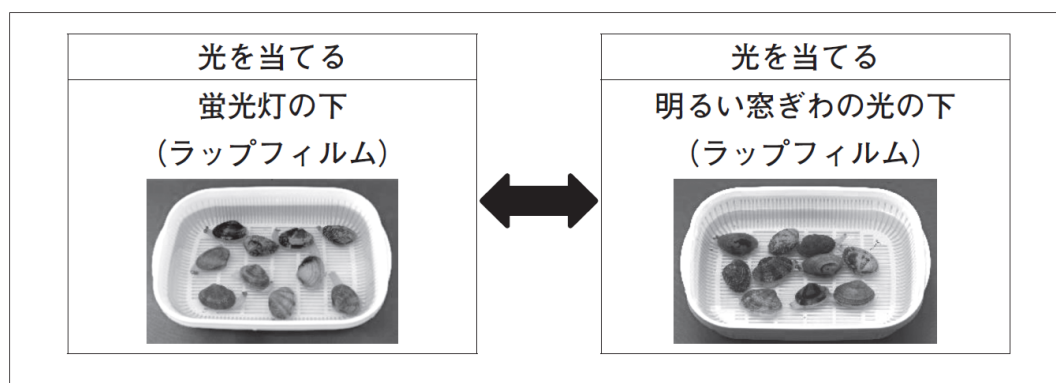 光を当てる
蛍光灯の下
（ラップフィルム）
光を当てる
明るい窓ぎわの光の下
（ラップフィルム）